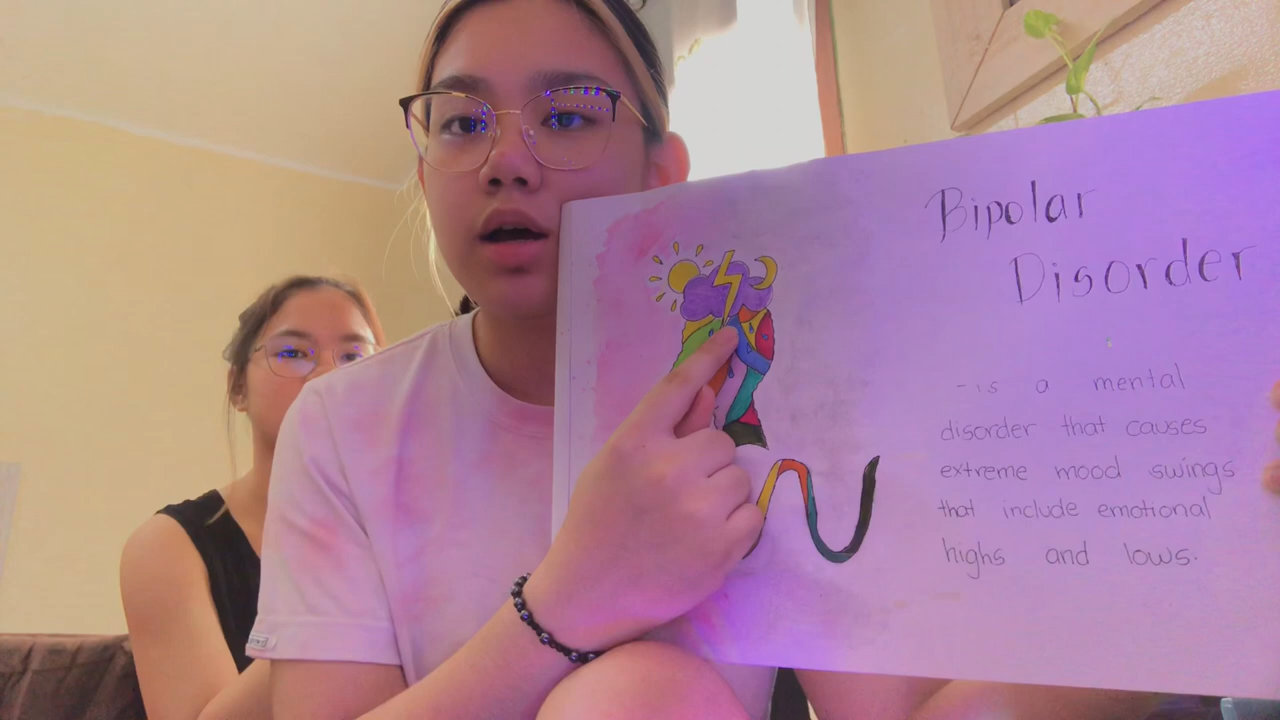 Bipolar
Disorder
- is a mental
disorder that causes
extreme mood swings
that include emotional
highs and lows.